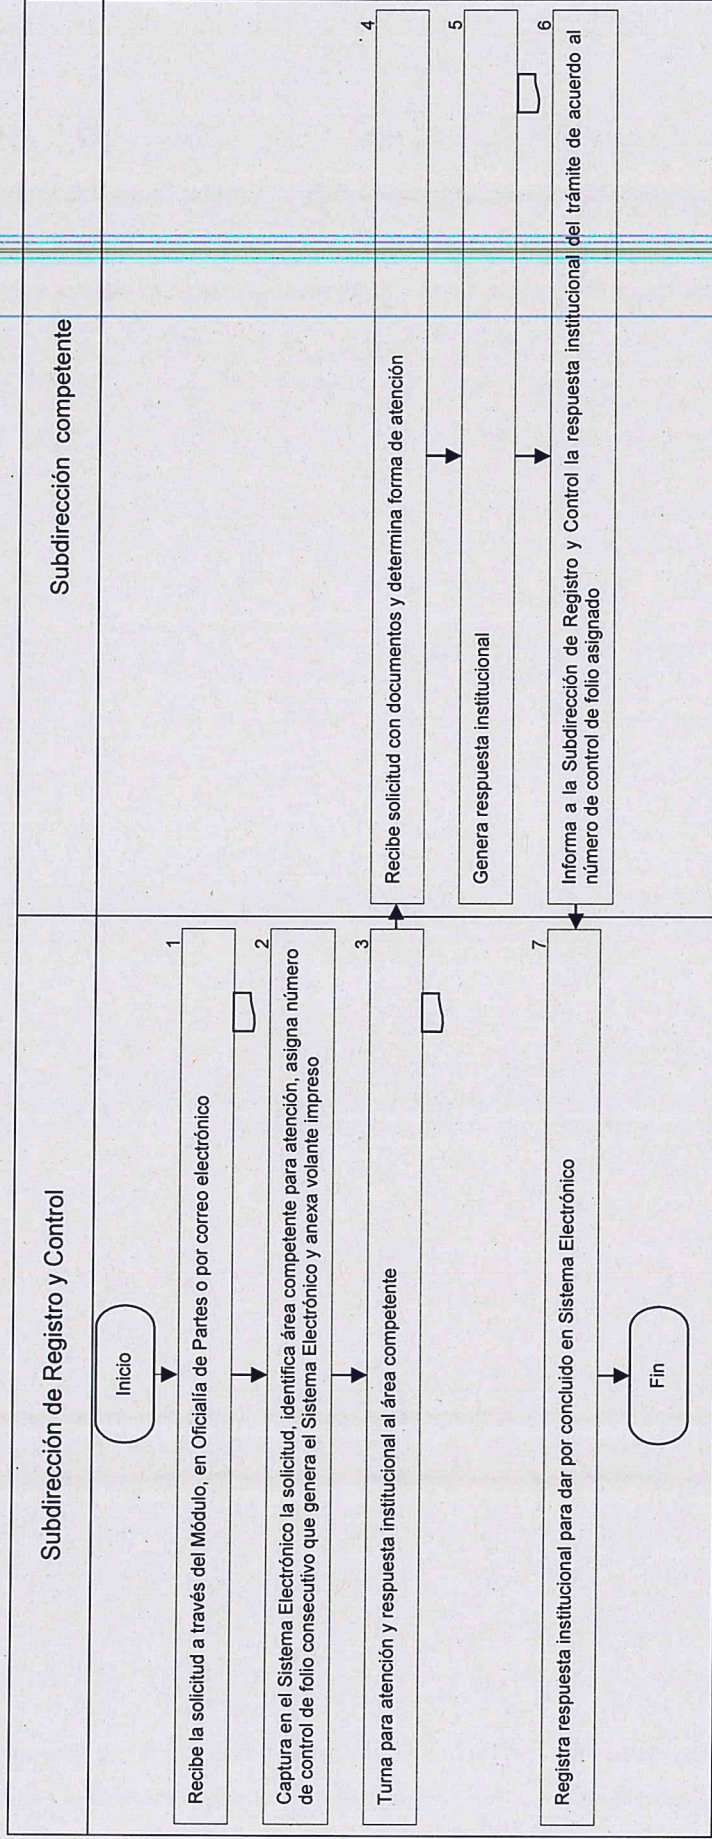 Subdirección de Registro y Control
Subdirección competente
Inicio
1
Recibe la solicitud a través del Módulo, en Oficialía de Partes o por correo electrónico
2
Captura en el Sistema Electrónico la solicitud, identifica área competente para atención, asigna número
de control de folio consecutivo que genera el Sistema Electrónico y anexa volante impreso
3
Turna para atención y respuesta institucional al área competente
4
Recibe solicitud con documentos y determina forma de atención
5
Genera respuesta institucional
6
Informa a la Subdirección de Registro y Control la respuesta institucional del trámite de acuerdo al
número de control de folio asignado
7
Registra respuesta institucional para dar por concluido en Sistema Electrónico
Fin